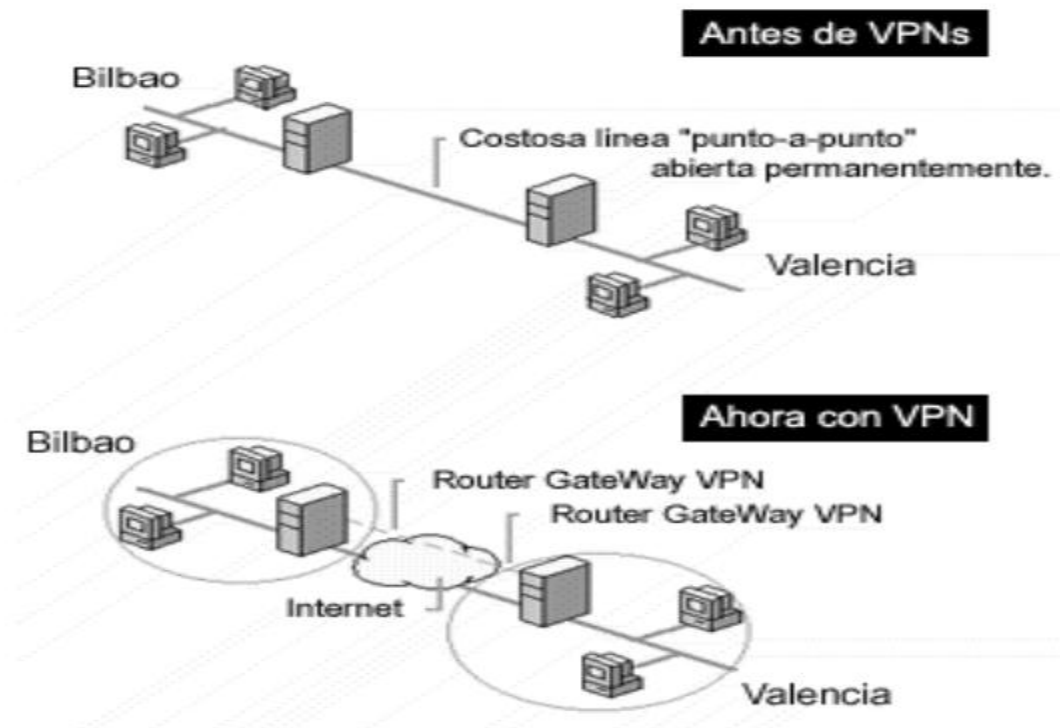 Antes de VPNs
Bilbao
Costosa linea "punto-a-punto"
abierta permanentemente.
Valencia
Ahora con VPN
Bilbao
Router GateWay VPN
Router GateWay VPN
Internet
Valencia